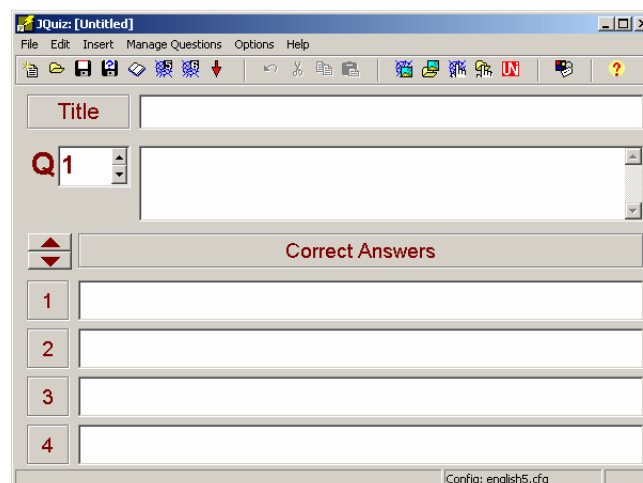 JQuiz: [Untitled]
File Edit Insert Manage Questions Options Help
Title
Q 1
Correct Answers
1
2
3
4
Config: english5.cfg